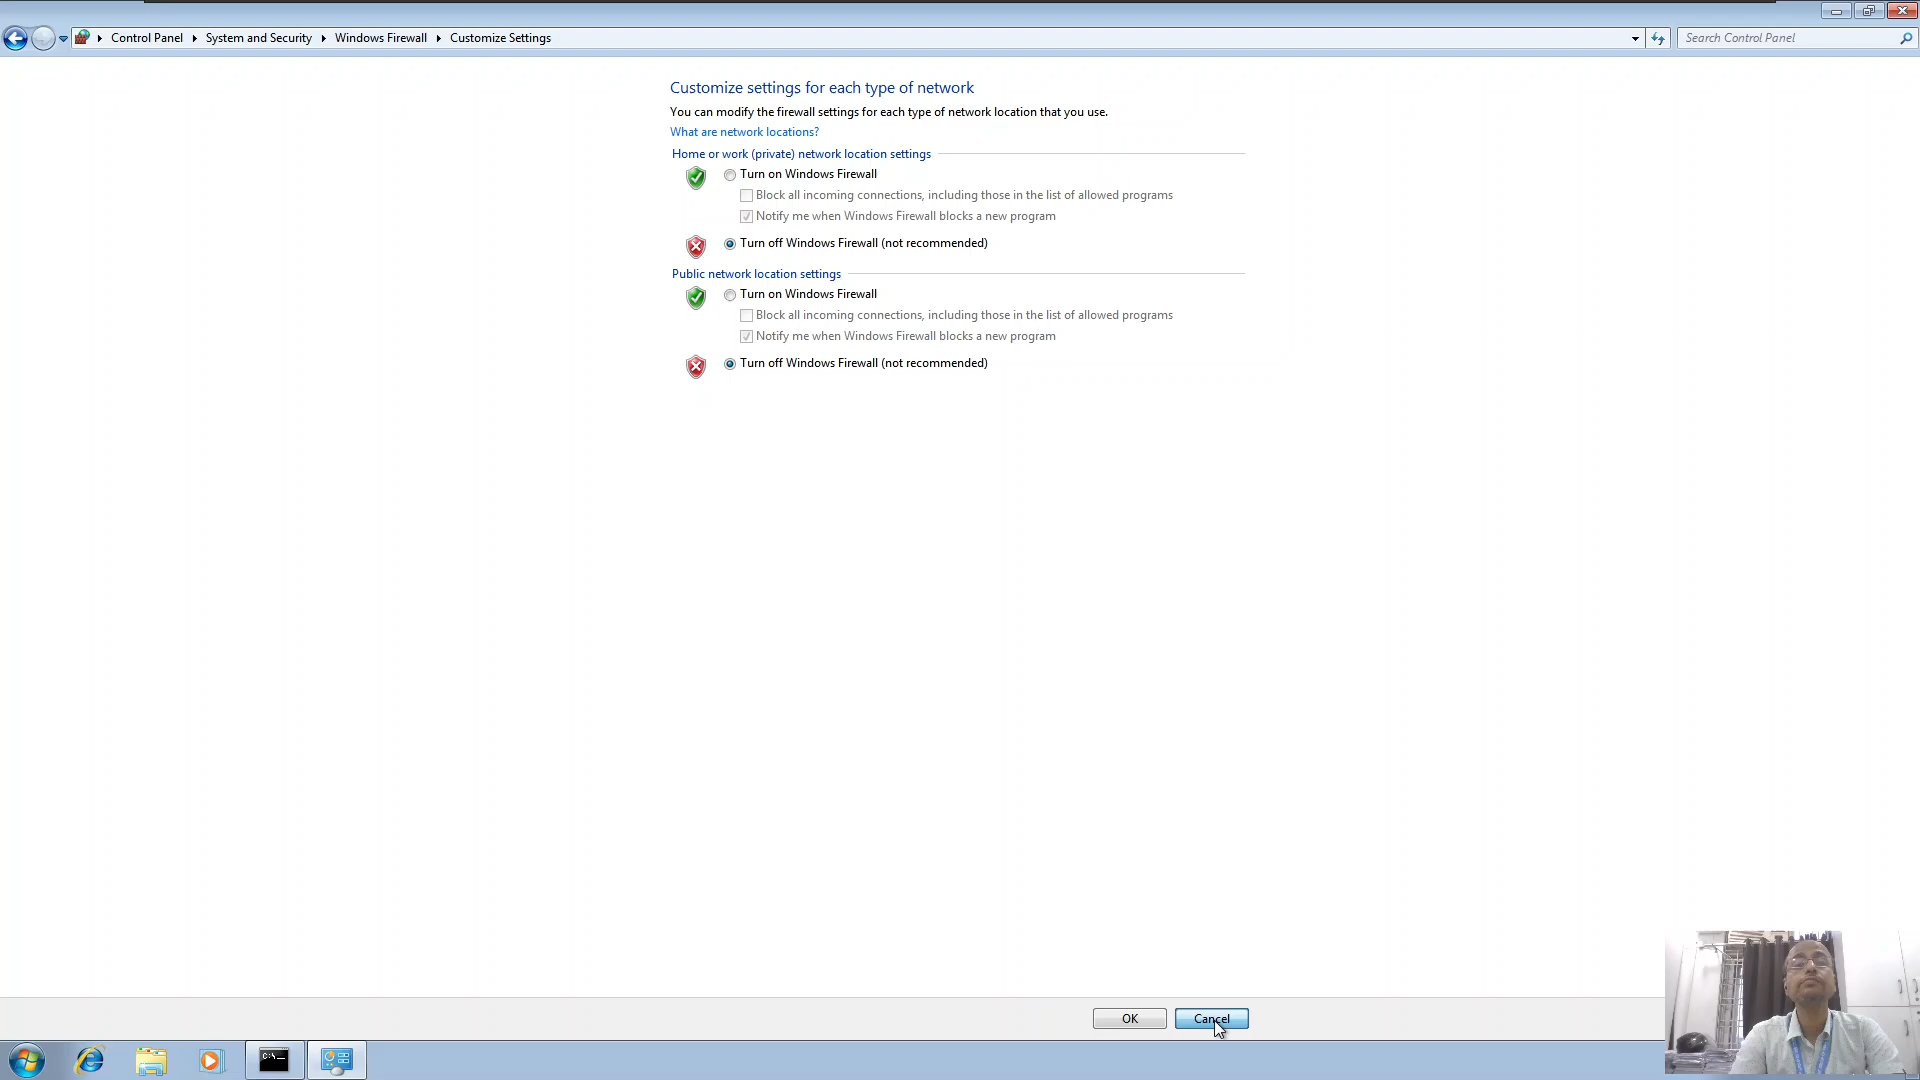 Control Panel System and Security Windows Firewall Customize Settings
Search Control Panel
Customize settings for each type of network
You can modify the firewall settings for each type of network location that you use.
What are network locations?
Home or work (private) network location settings
Turn on Windows Firewall
Block all incoming connections, including those in the list of allowed programs
Notify me when Windows Firewall blocks a new program
Turn off Windows Firewall (not recommended)
Public network location settings
Turn on Windows Firewall
Block all incoming connections, including those in the list of allowed programs
Notify me when Windows Firewall blocks a new program
Turn off Windows Firewall (not recommended)
OK Cancel
C:\_